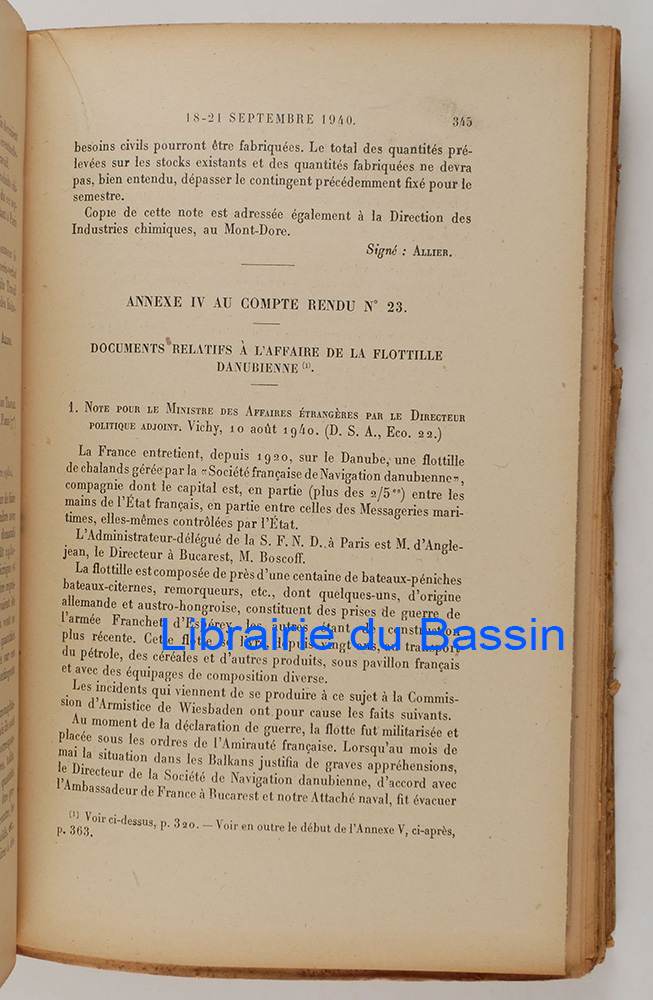 18-21 SEPTEMBRE 1940. 345
besoins civils pourront être fabriquées. Le total des quantités pré-
levées sur les stocks existants et des quantités fabriquées ne devra
pas, bien entendu, dépasser le contingent précédemment fixé pour le
semestre.
Copie de cette note est adressée également à la Direction des
Industries chimiques, au Mont-Dore.
Signé : ALLIER.
ANNEXE IV AU COMPTE RENDU N° 23.
DOCUMENTS RELATIFS À L'AFFAIRE DE LA FLOTTILLE
DANUBIENNE (1).
1. NOTE POUR LE MINISTRE DES AFFAIRES ÉTRANGÈRES PAR LE DIRECTEUR
POLITIQUE ADJOINT. Vichy, 10 août 1940. (D. S. A., Eco. 22.)
La France entretient, depuis 1920, sur le Danube, une flottille
de chalands gérée par la «Société française de Navigation danubienne»,
compagnie dont le capital est, en partie (plus des 2/5es) entre les
mains de l'État français, en partie entre celles des Messageries mari-
times, elles-mêmes contrôlées par l'État.
L'Administrateur-délégué de la S. F. N. D. à Paris est M. d'Angle-
jean, le Directeur à Bucarest, M. Boscoff.
La flottille est composée de près d'une centaine de bateaux-péniches
bateaux-citernes, remorqueurs, etc., dont quelques-uns, d'origine
allemande et austro-hongroise, constituent des prises de guerre de
l'armée Franchet d'Espérey, les autres étant de construction
plus récente. Cette flotte se livre, depuis vingt ans, au transport
du pétrole, des céréales et d'autres produits, sous pavillon français
et avec des équipages de composition diverse.
Les incidents qui viennent de se produire à ce sujet à la Commis-
sion d'Armistice de Wiesbaden ont pour cause les faits suivants.
Au moment de la déclaration de guerre, la flotte fut militarisée et
placée sous les ordres de l'Amirauté française. Lorsqu'au mois de
mai la situation dans les Balkans justifia de graves appréhensions,
le Directeur de la Société de Navigation danubienne, d'accord avec
l'Ambassadeur de France à Bucarest et notre Attaché naval, fit évacuer
(1) Voir ci-dessus, p. 320. — Voir en outre le début de l'Annexe V, ci-après,
p. 363.
Librairie du Bassin